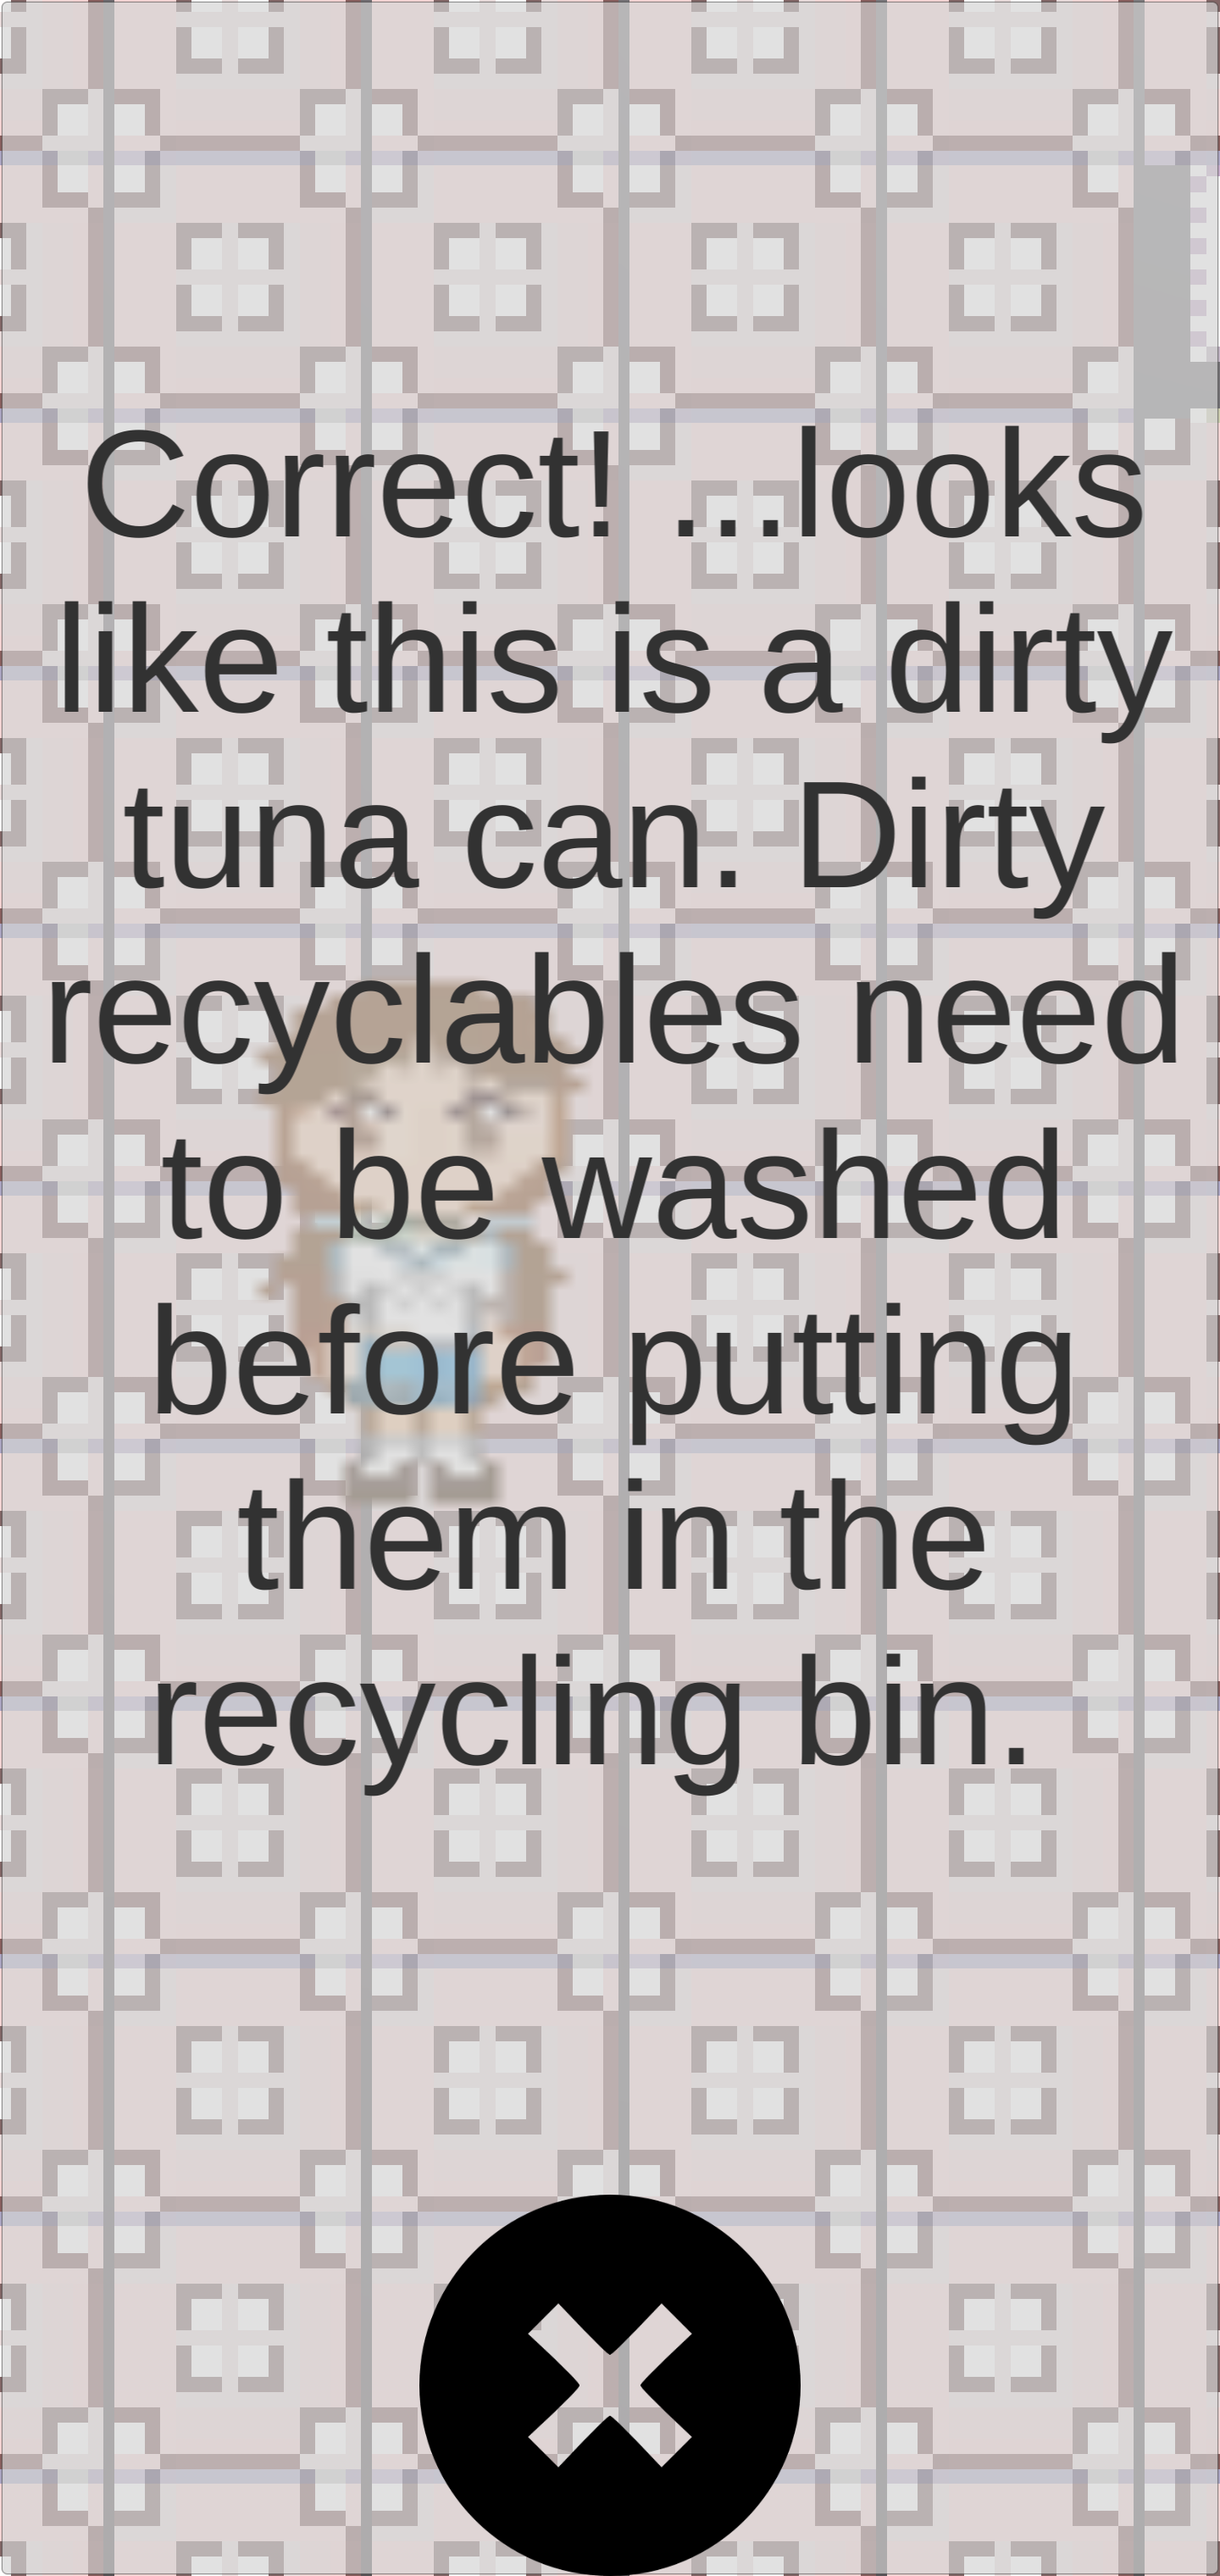 Correct! ...looks
like this is a dirty
tuna can. Dirty
recyclables need
to be washed
before putting
them in the
recycling bin.